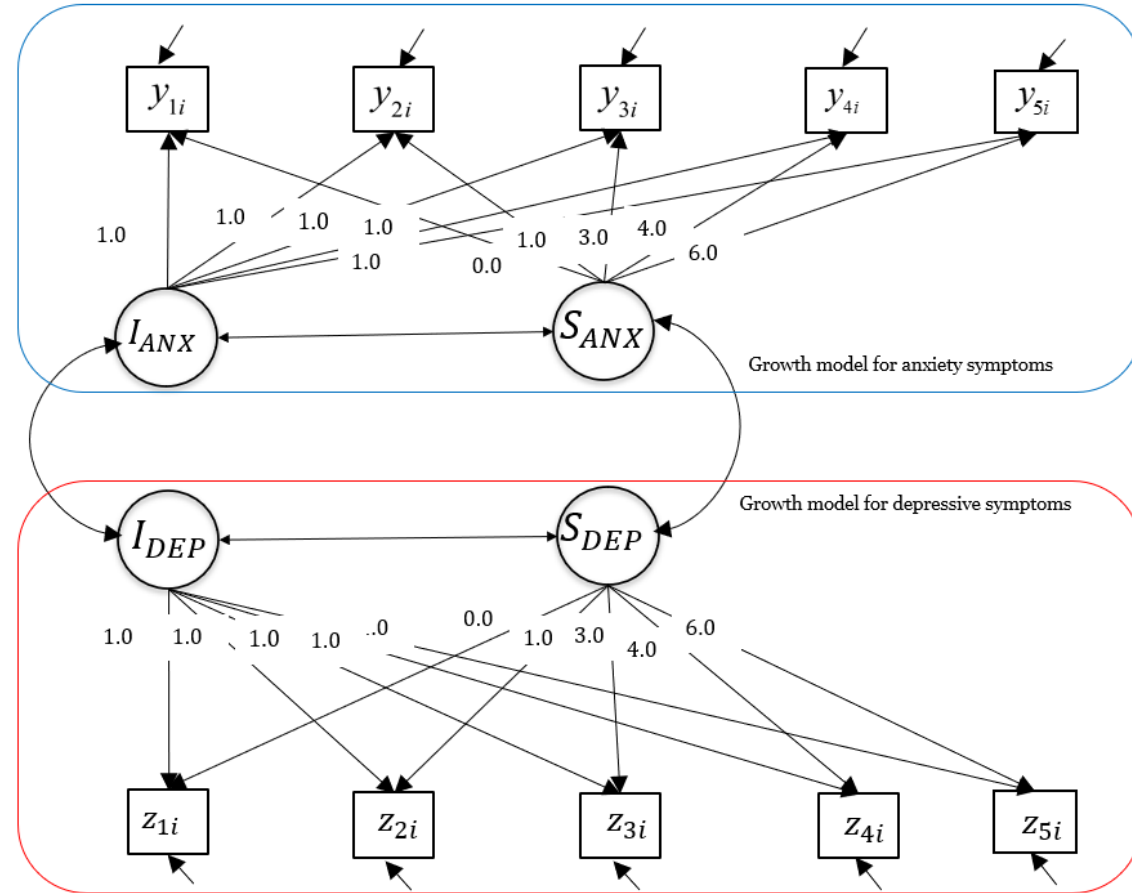 y1i
y2i
y3i
y4i
y5i
1.0
1.0
1.0
1.0
1.0
0.0
1.0
3.0
4.0
6.0
IANX
SANX
Growth model for anxiety symptoms
Growth model for depressive symptoms
IDEP
SDEP
1.0
1.0
1.0
1.0
.0
0.0
1.0
3.0
4.0
6.0
z1i
z2i
z3i
z4i
z5i